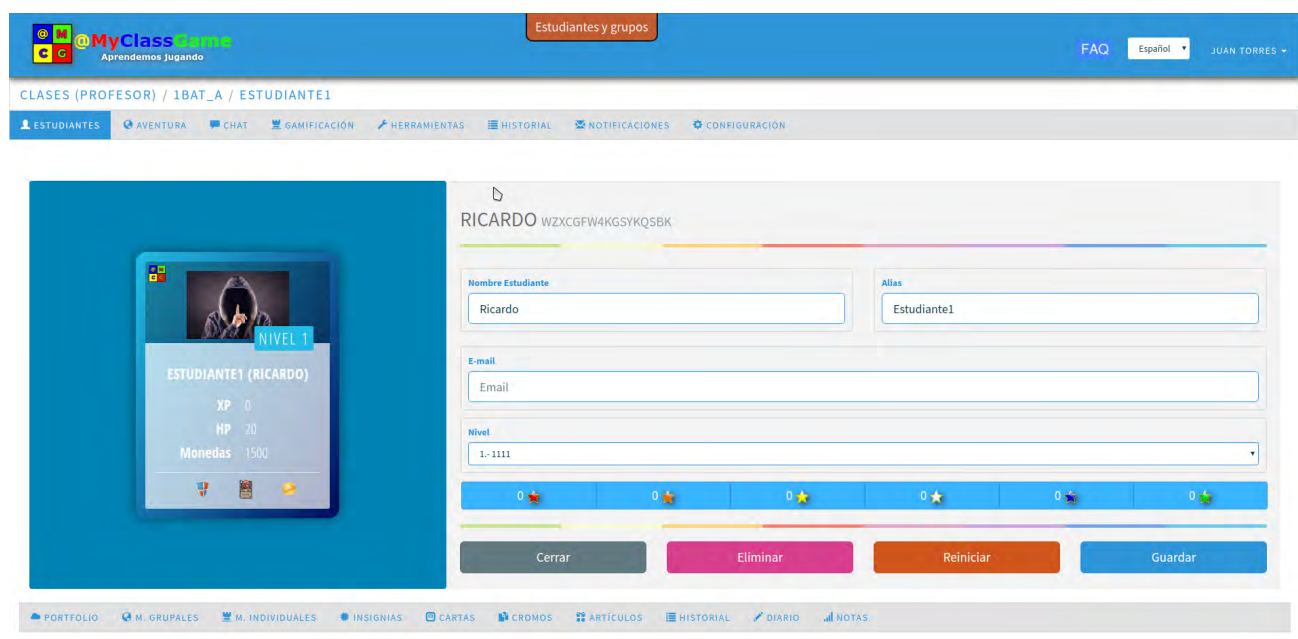 Estudiantes y grupos
@ M C G
@MyClassGame
Aprendemos Jugando
FAQ
Español
JUAN TORRES
CLASES (PROFESOR) / 1BAT_A / ESTUDIANTE1
ESTUDIANTES AVENTURA CHAT GAMIFICACIÓN HERRAMIENTAS HISTORIAL NOTIFICACIONES CONFIGURACIÓN
NIVEL 1
ESTUDIANTE1 (RICARDO)
XP 0
HP 20
Monedas 1500
RICARDO WZXCGFW4KGSYKQSBK
Nombre Estudiante
Ricardo
Alias
Estudiante1
E-mail
Email
Nivel
1.- 1111
0 0 0 0 0 0
Cerrar Eliminar Reiniciar Guardar
PORTFOLIO M. GRUPALES M. INDIVIDUALES INSIGNIAS CARTAS CROMOS ARTÍCULOS HISTORIAL DIARIO NOTAS